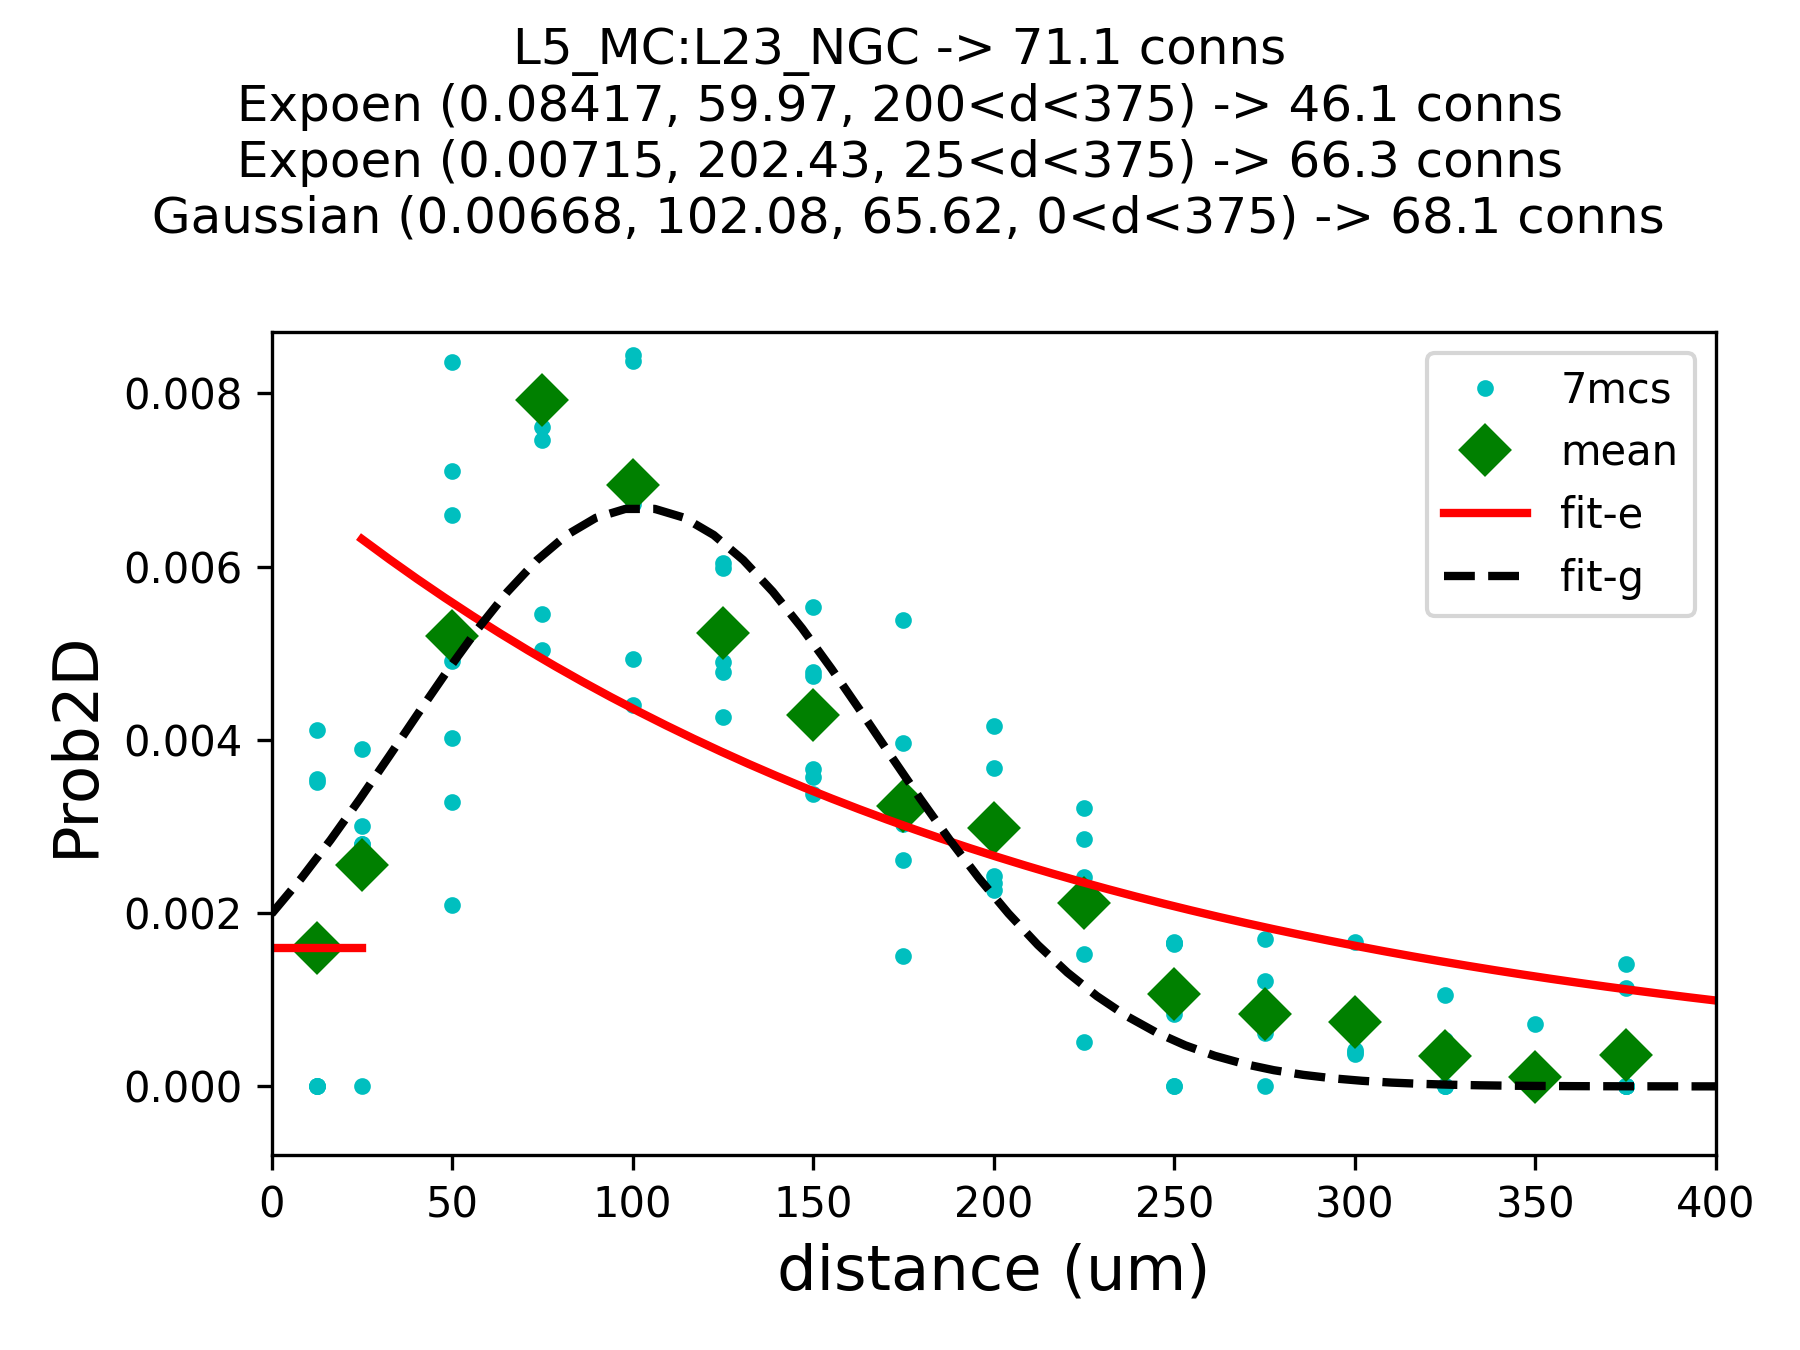 L5_MC:L23_NGC -> 71.1 conns
Expoen (0.08417, 59.97, 200<d<375) -> 46.1 conns
Expoen (0.00715, 202.43, 25<d<375) -> 66.3 conns
Gaussian (0.00668, 102.08, 65.62, 0<d<375) -> 68.1 conns
7mcs
mean
fit-e
fit-g
Prob2D
0.008
0.006
0.004
0.002
0.000
0 50 100 150 200 250 300 350 400
distance (um)